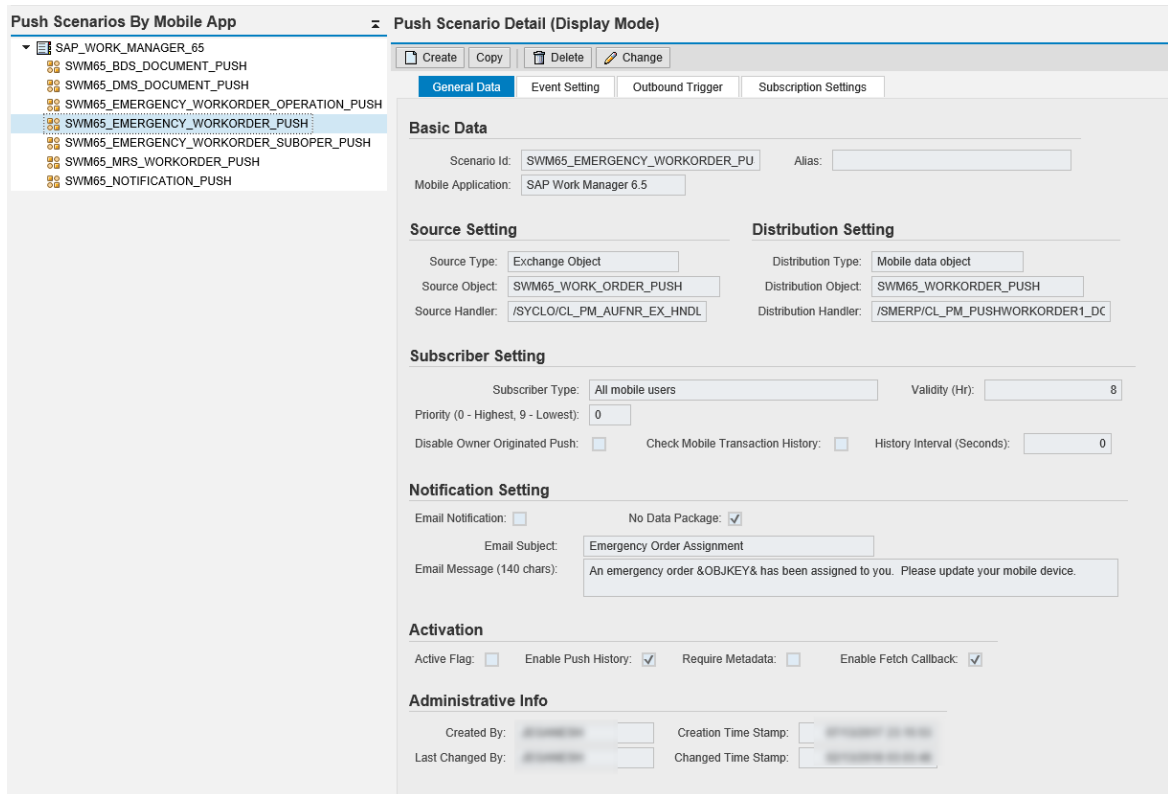 Push Scenarios By Mobile App
SAP_WORK_MANAGER_65
SWM65_BDS_DOCUMENT_PUSH
SWM65_DMS_DOCUMENT_PUSH
SWM65_EMERGENCY_WORKORDER_OPERATION_PUSH
SWM65_EMERGENCY_WORKORDER_PUSH
SWM65_EMERGENCY_WORKORDER_SUBOPER_PUSH
SWM65_MRS_WORKORDER_PUSH
SWM65_NOTIFICATION_PUSH
Push Scenario Detail (Display Mode)
Create Copy Delete Change
General Data Event Setting Outbound Trigger Subscription Settings
Basic Data
Scenario Id: SWM65_EMERGENCY_WORKORDER_PU Alias:
Mobile Application: SAP Work Manager 6.5
Source Setting Distribution Setting
Source Type: Exchange Object Distribution Type: Mobile data object
Source Object: SWM65_WORK_ORDER_PUSH Distribution Object: SWM65_WORKORDER_PUSH
Source Handler: /SYCLO/CL_PM_AUFNR_EX_HNDL Distribution Handler: /SMERP/CL_PM_PUSHWORKORDER1_DO
Subscriber Setting
Subscriber Type: All mobile users Validity (Hr): 8
Priority (0 - Highest, 9 - Lowest): 0
Disable Owner Originated Push: Check Mobile Transaction History: History Interval (Seconds): 0
Notification Setting
Email Notification: No Data Package:
Email Subject: Emergency Order Assignment
Email Message (140 chars): An emergency order &OBJKEY& has been assigned to you. Please update your mobile device.
Activation
Active Flag: Enable Push History: Require Metadata: Enable Fetch Callback:
Administrative Info
Created By: Creation Time Stamp:
Last Changed By: Changed Time Stamp: